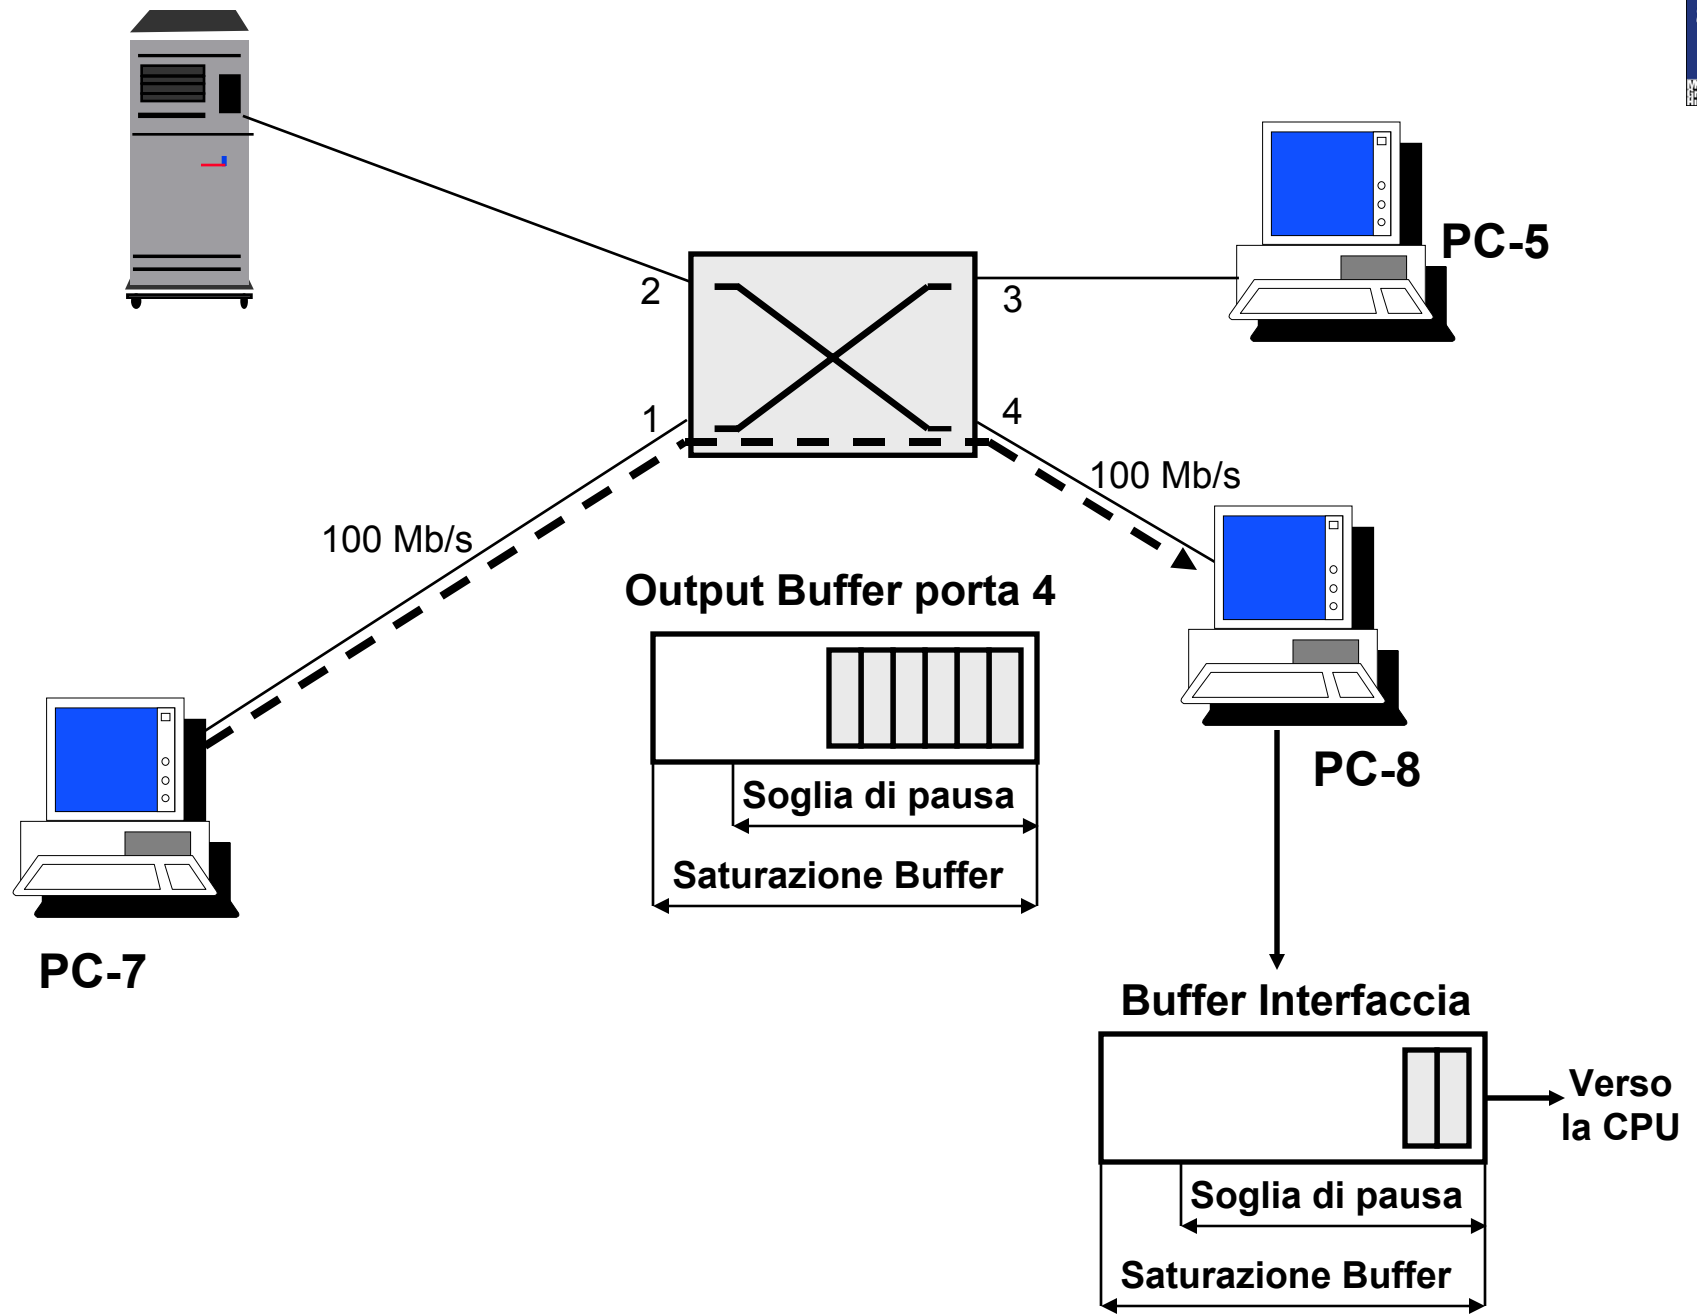 PC-5
2
3
1
4
100 Mb/s
100 Mb/s
Output Buffer porta 4
PC-8
Soglia di pausa
Saturazione Buffer
PC-7
Buffer Interfaccia
Verso
la CPU
Soglia di pausa
Saturazione Buffer